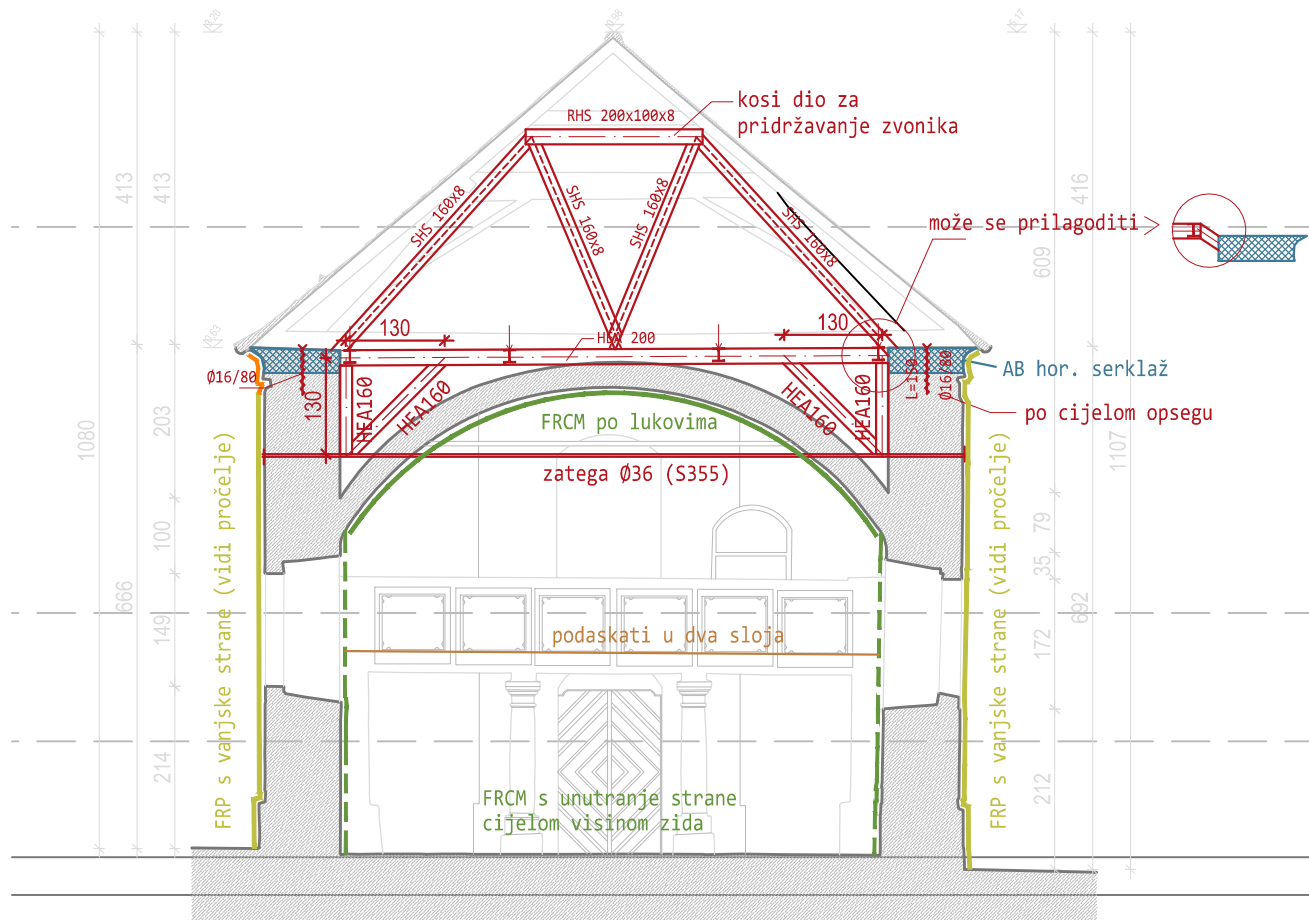 kosi dio za
pridržavanje zvonika
RHS 200x100x8
SHS 160x8
SHS 160x8
SHS 160x8
SHS 160x8
može se prilagoditi
130
HEA 200
130
Ø16/80
130
HEA160
HEA160
HEA160
HEA160
L=150
Ø16/80
AB hor. serklaž
po cijelom opsegu
FRCM po lukovima
zatega Ø36 (S355)
podaskati u dva sloja
FRCM s unutranje strane
cijelom visinom zida
FRP s vanjske strane (vidi pročelje)
FRP s vanjske strane (vidi pročelje)
413
413
1080
203
100
666
149
214
416
609
1107
79
35
692
172
212